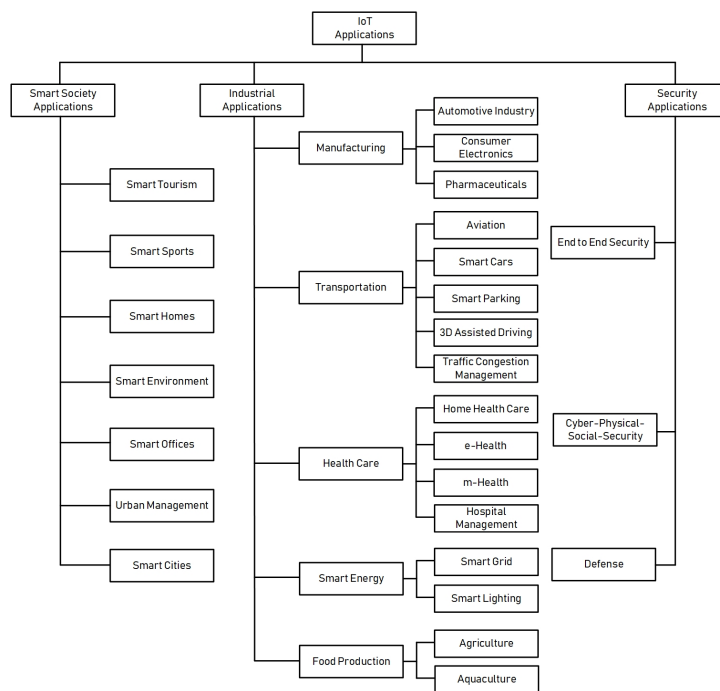 IoT
Applications
Smart Society
Applications
Industrial
Applications
Security
Applications
Smart Tourism
Smart Sports
Smart Homes
Smart Environment
Smart Offices
Urban Management
Smart Cities
Manufacturing
Automotive Industry
Consumer
Electronics
Pharmaceuticals
Transportation
Aviation
Smart Cars
Smart Parking
3D Assisted Driving
Traffic Congestion
Management
Health Care
Home Health Care
e-Health
m-Health
Hospital
Management
Smart Energy
Smart Grid
Smart Lighting
Food Production
Agriculture
Aquaculture
End to End Security
Cyber-Physical-
Social-Security
Defense